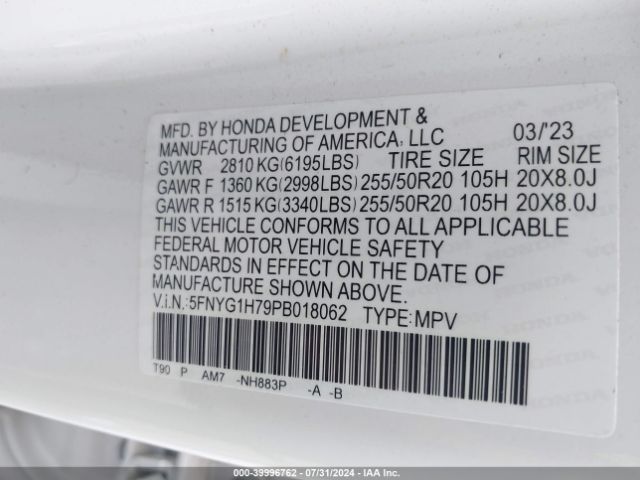 MFD. BY HONDA DEVELOPMENT &
MANUFACTURING OF AMERICA, LLC 03/'23
GVWR 2810 KG(6195LBS) TIRE SIZE RIM SIZE
GAWR F 1360 KG(2998LBS) 255/50R20 105H 20X8.0J
GAWR R 1515 KG(3340LBS) 255/50R20 105H 20X8.0J
THIS VEHICLE CONFORMS TO ALL APPLICABLE
FEDERAL MOTOR VEHICLE SAFETY
STANDARDS IN EFFECT ON THE DATE OF
MANUFACTURE SHOWN ABOVE.
V.i.N.:5FNYG1H79PB018062 TYPE:MPV
T90 P AM7 -NH883P -A -B
000-39996762 - 07/31/2024 - IAA, Inc.